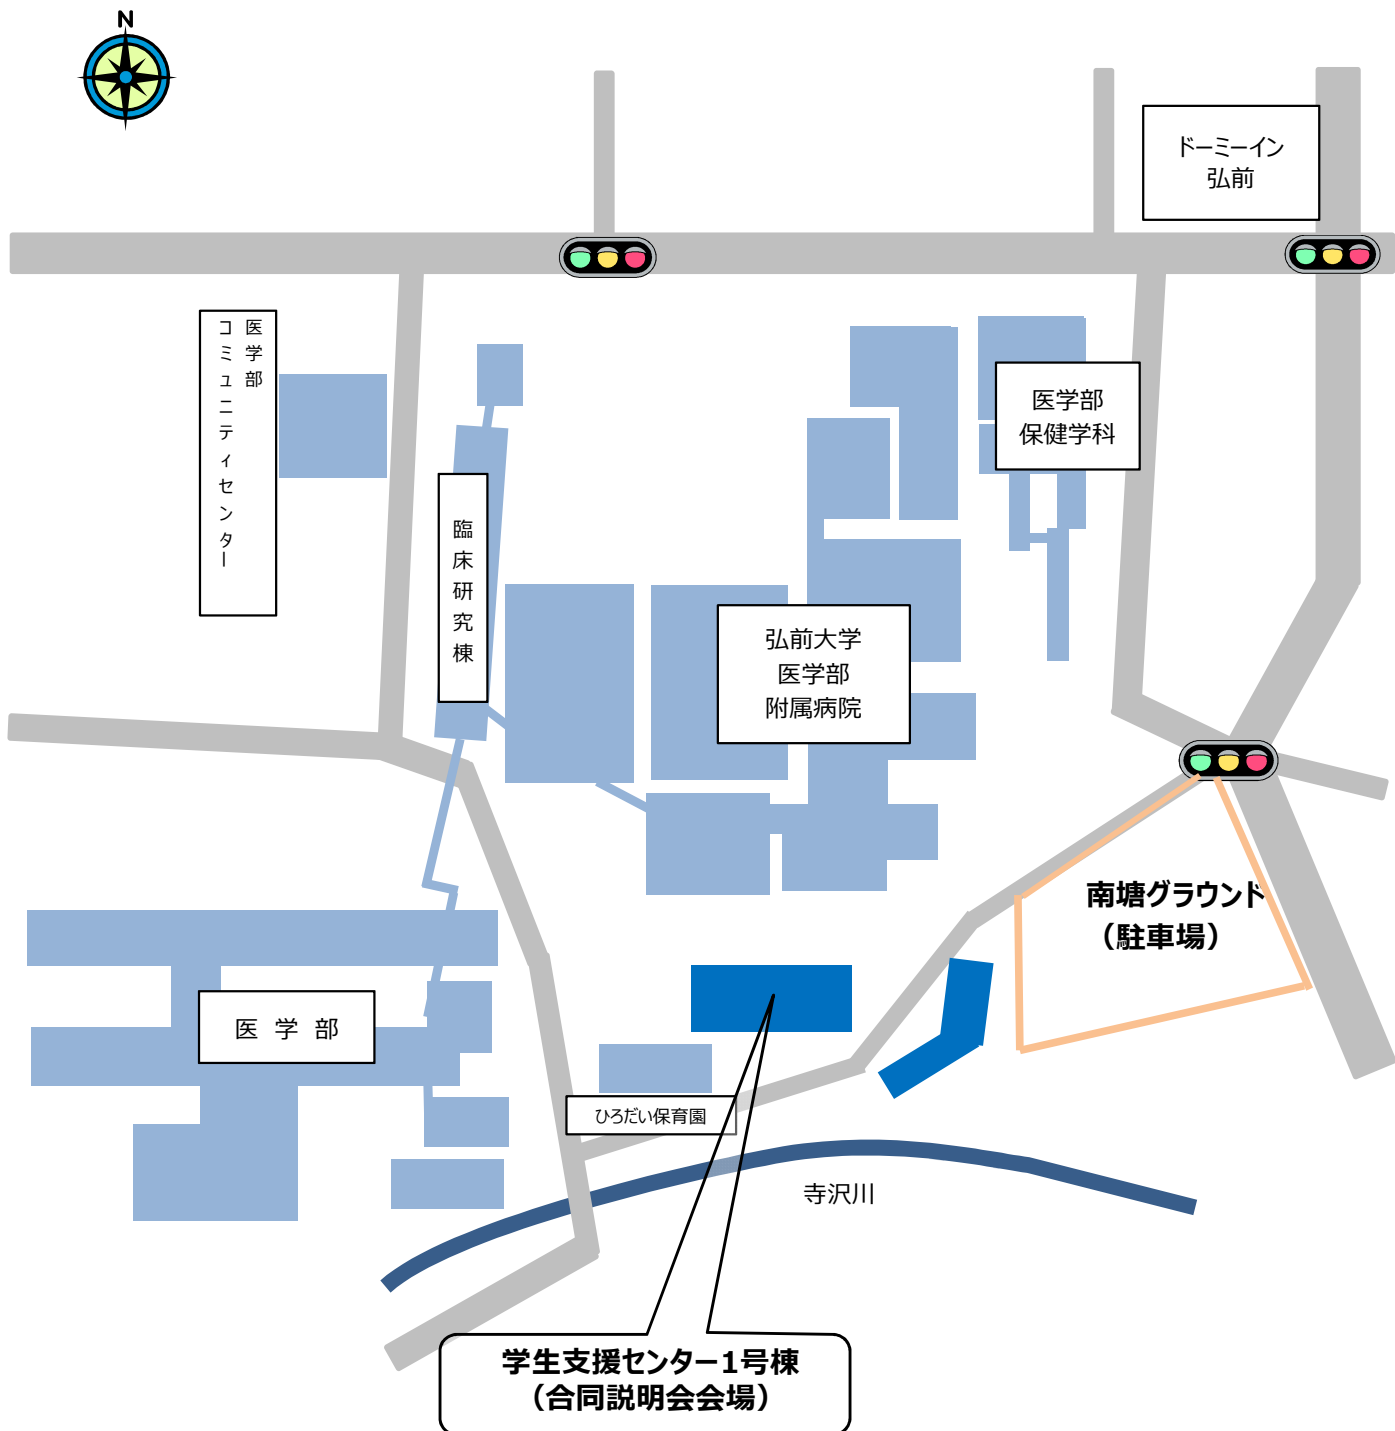 N
ドーミーイン
弘前
医学部
コミュニティセンター
医学部
保健学科
臨床研究棟
弘前大学
医学部
附属病院
南塘グラウンド
（駐車場）
医 学 部
ひろだい保育園
寺沢川
学生支援センター1号棟
（合同説明会会場）